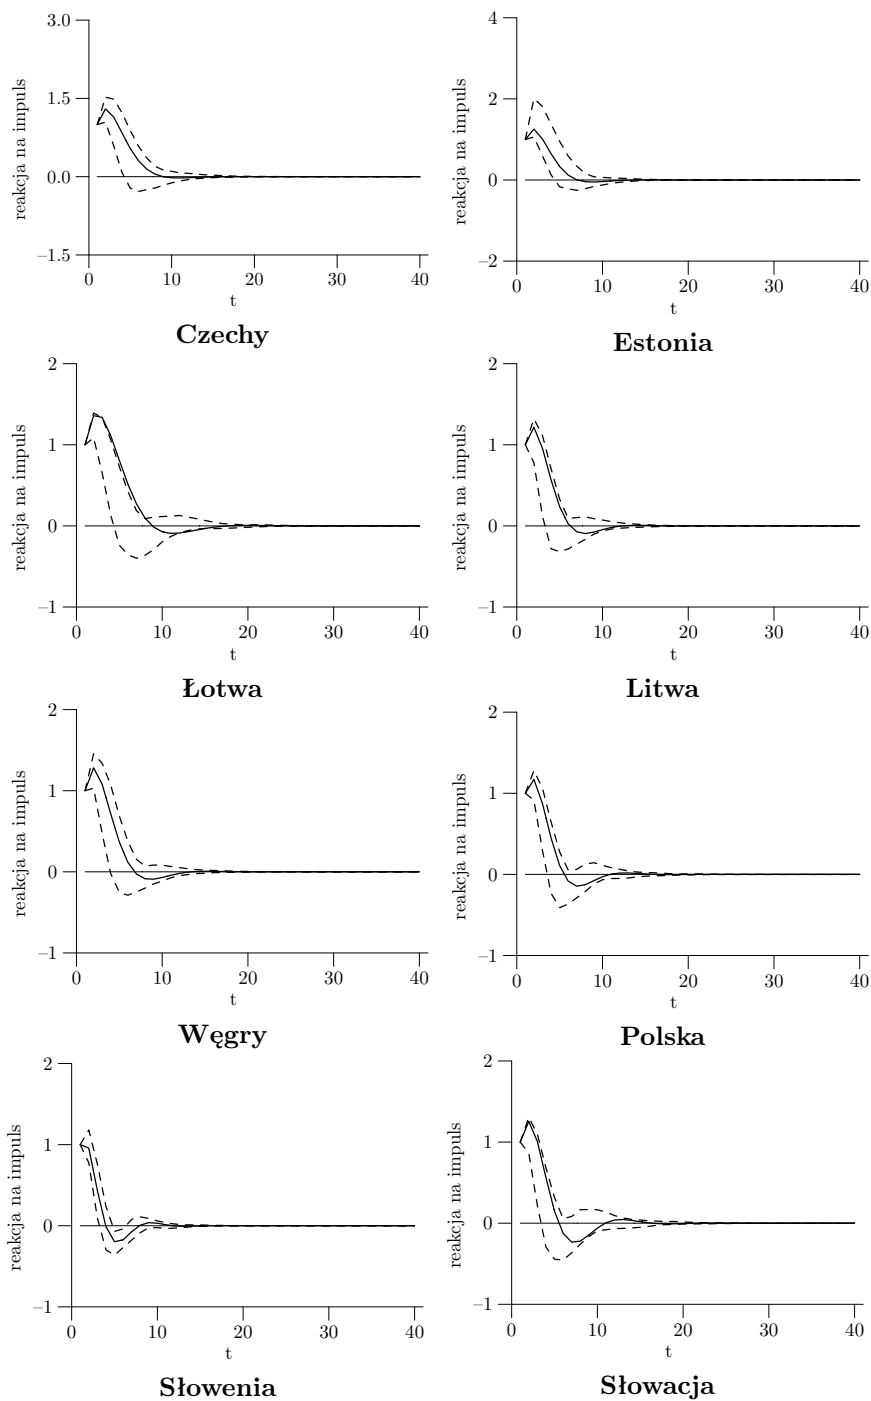 3.0
1.5
0.0
–1.5
reakcja na impuls
0 10 20 30 40
t
Czechy
4
2
0
–2
reakcja na impuls
0 10 20 30 40
t
Estonia
2
1
0
–1
reakcja na impuls
0 10 20 30 40
t
Łotwa
2
1
0
–1
reakcja na impuls
0 10 20 30 40
t
Litwa
2
1
0
–1
reakcja na impuls
0 10 20 30 40
t
Węgry
2
1
0
–1
reakcja na impuls
0 10 20 30 40
t
Polska
2
1
0
–1
reakcja na impuls
0 10 20 30 40
t
Słowenia
2
1
0
–1
reakcja na impuls
0 10 20 30 40
t
Słowacja